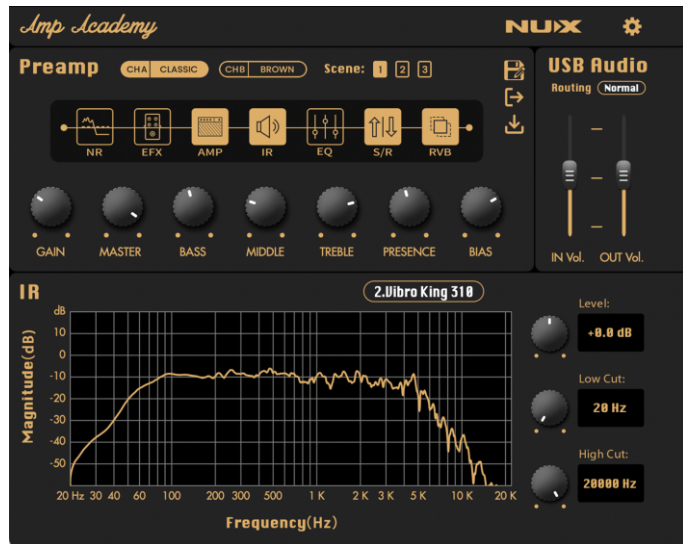 Amp Academy
NUX
Preamp
CHA CLASSIC
CHB BROWN
Scene: 1 2 3
USB Audio
Routing Normal
NR EFX AMP IR EQ S/R RVB
GAIN MASTER BASS MIDDLE TREBLE PRESENCE BIAS
IN Vol. OUT Vol.
IR
2.Vibro King 310
Magnitude(dB)
dB
10
0
-10
-20
-30
-40
-50
20 Hz 30 40 60 100 200 300 500 1 K 2 K 3 K 5 K 10 K 20 K
Frequency(Hz)
Level:
+0.0 dB
Low Cut:
20 Hz
High Cut:
20000 Hz